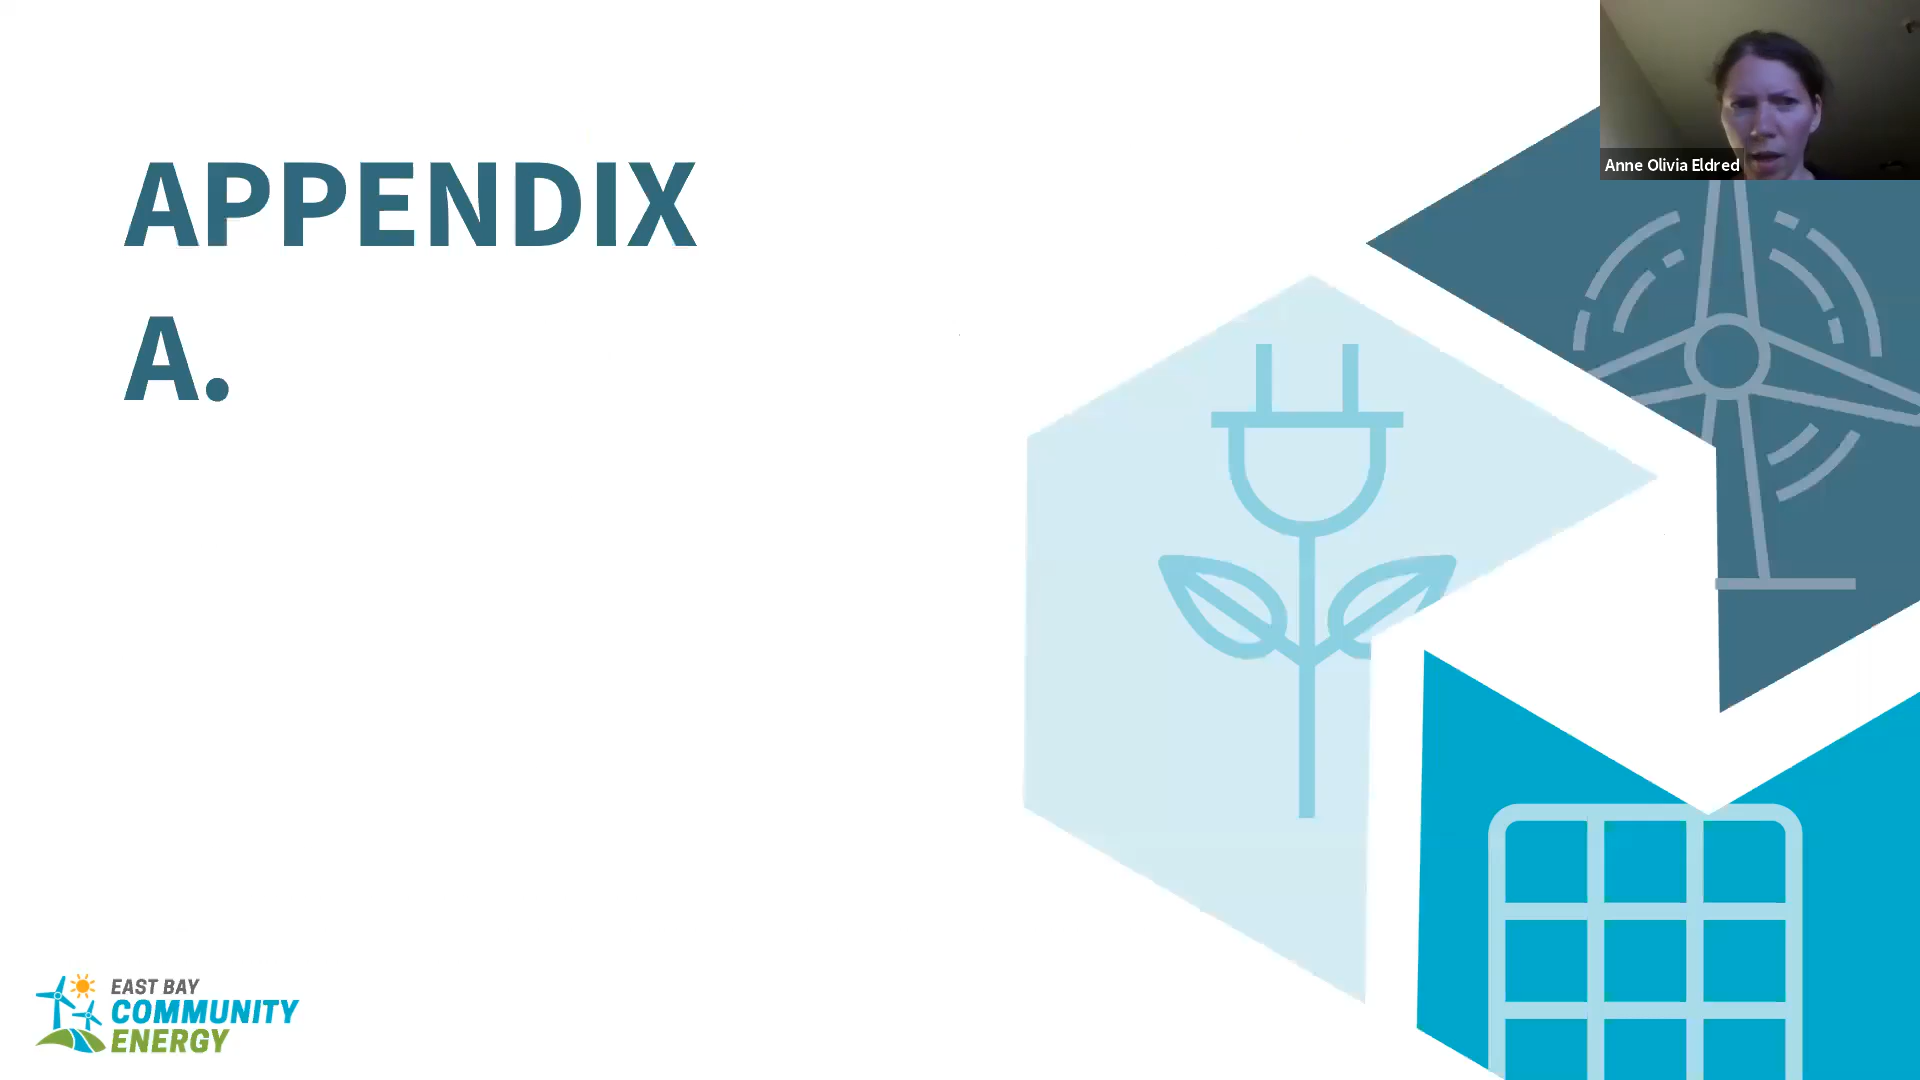 APPENDIX
A.
Anne Olivia Eldred
EAST BAY
COMMUNITY
ENERGY